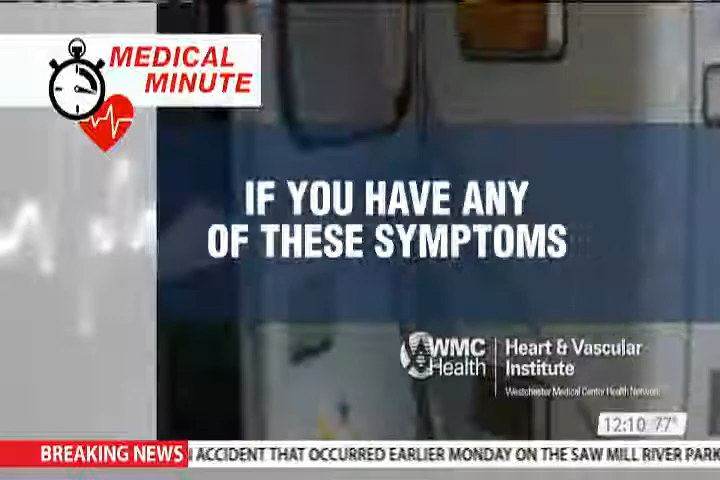 MEDICAL
MINUTE
IF YOU HAVE ANY
OF THESE SYMPTOMS
WMC
Health
Heart & Vascular
Institute
Westchester Medical Center Health Network
12:10 77°
BREAKING NEWS
ACCIDENT THAT OCCURRED EARLIER MONDAY ON THE SAW MILL RIVER PARK